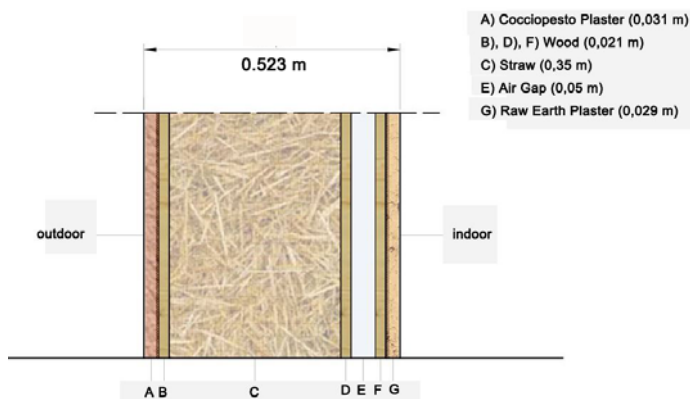 A) Cocciopesto Plaster (0,031 m)
B), D), F) Wood (0,021 m)
C) Straw (0,35 m)
E) Air Gap (0,05 m)
G) Raw Earth Plaster (0,029 m)
0.523 m
outdoor
indoor
A B C D E F G